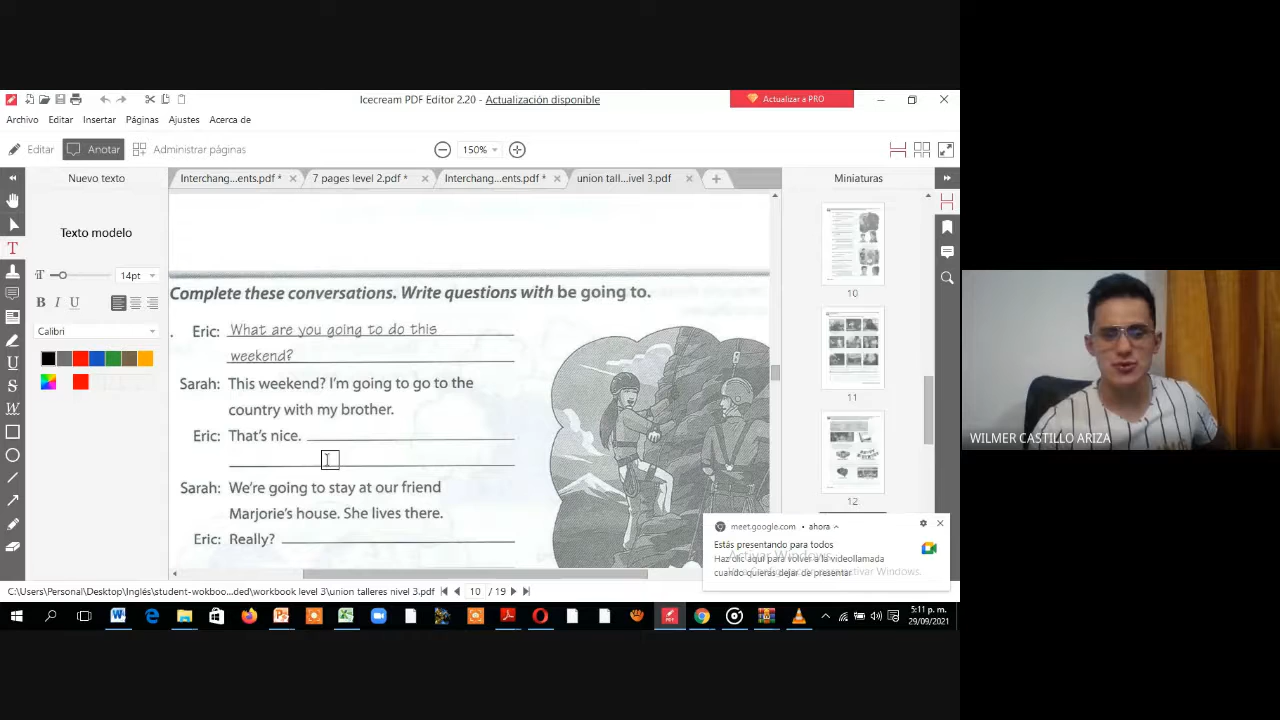 Icecream PDF Editor 2.20 - Actualización disponible
Actualizar a PRO
Archivo Editar Insertar Páginas Ajustes Acerca de
Editar Anotar Administrar páginas
150%
Nuevo texto
Interchang...ents.pdf *
7 pages level 2.pdf *
Interchang...ents.pdf *
union tall...ivel 3.pdf
Miniaturas
Texto modelo
14pt
B I U
Calibri
Complete these conversations. Write questions with be going to.
Eric: What are you going to do this
weekend?
Sarah: This weekend? I'm going to go to the
country with my brother.
Eric: That's nice.
Sarah: We're going to stay at our friend
Marjorie's house. She lives there.
Eric: Really?
10
11
12
meet.google.com • ahora
Estás presentando para todos
Haz clic aquí para volver a la videollamada
cuando quieras dejar de presentar.
Activar Windows
activar Windows.
C:\Users\Personal\Desktop\Inglés\student-wokboo...ded\workbook level 3\union talleres nivel 3.pdf
10 / 19
5:11 p. m.
29/09/2021
WILMER CASTILLO ARIZA